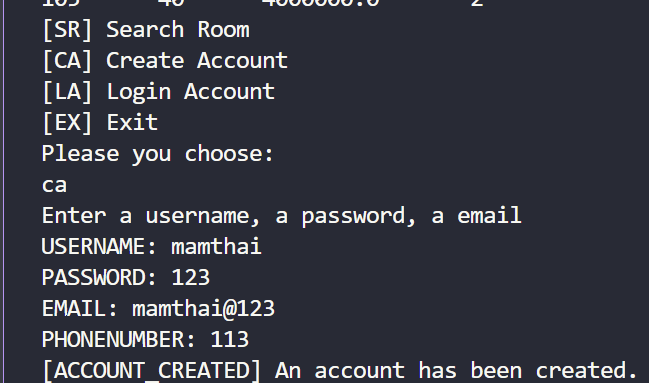 [SR] Search Room
[CA] Create Account
[LA] Login Account
[EX] Exit
Please you choose:
ca
Enter a username, a password, a email
USERNAME: mamthai
PASSWORD: 123
EMAIL: mamthai@123
PHONENUMBER: 113
[ACCOUNT_CREATED] An account has been created.